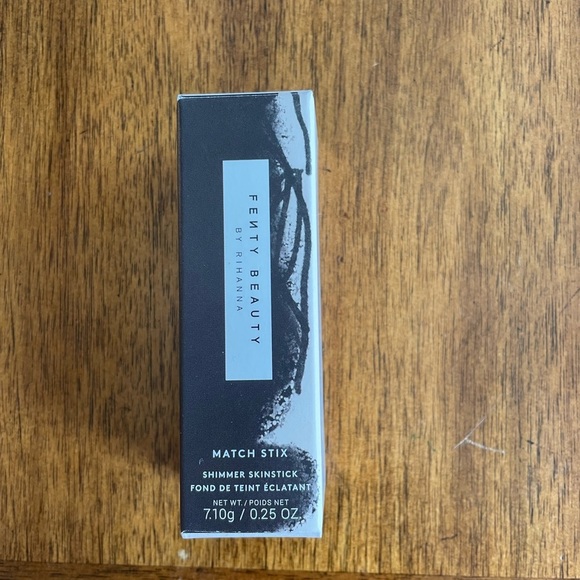 FEИTY BEAUTY
BY RIHANNA
MATCH STIX
SHIMMER SKINSTICK
FOND DE TEINT ÉCLATANT
NET WT. / POIDS NET
7.10g / 0.25 OZ.